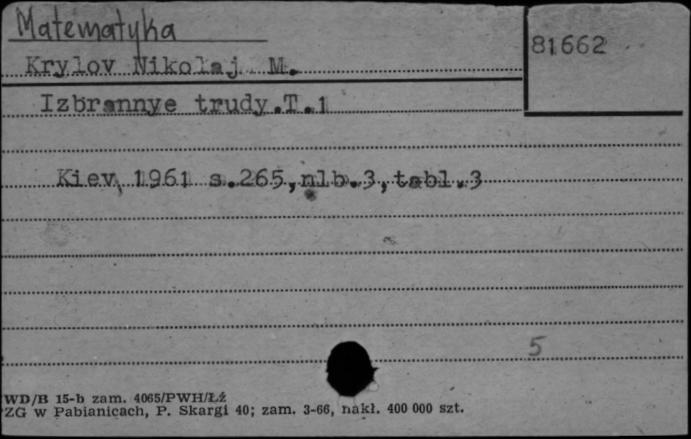 Matematyka
81662
Krylov Nikolaj M.
Izbrannye trudy.T.1
Kiev, 1961 s.265,nlb.3,tabl.3
5
WD/B 15-b zam. 4065/PWH/Łż
ZG w Pabianicach, P. Skargi 40; zam. 3-66, nakł. 400 000 szt.